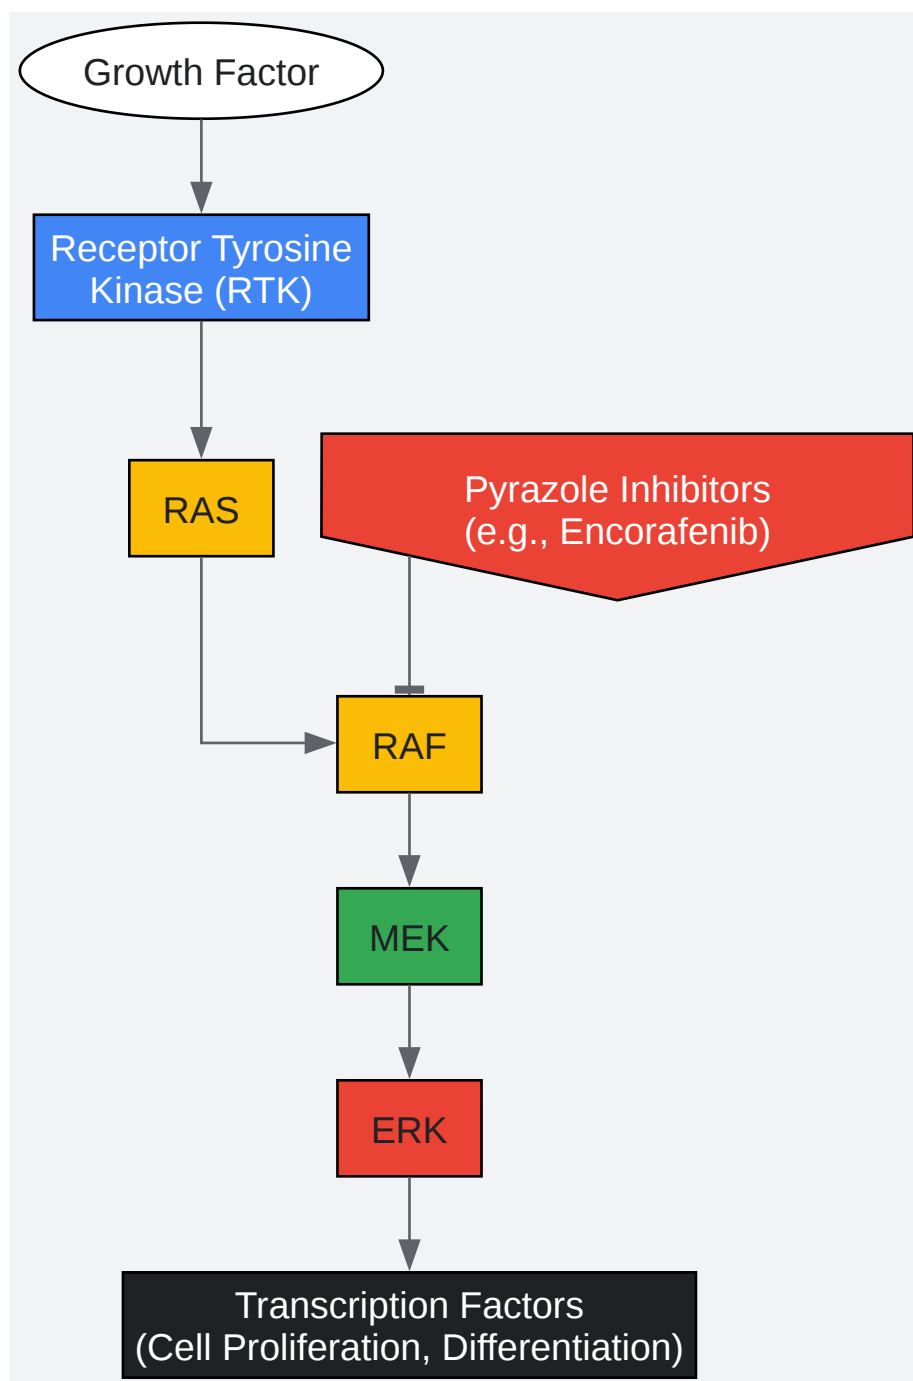 Growth Factor
Receptor Tyrosine
Kinase (RTK)
RAS
Pyrazole Inhibitors
(e.g., Encorafenib)
RAF
MEK
ERK
Transcription Factors
(Cell Proliferation, Differentiation)